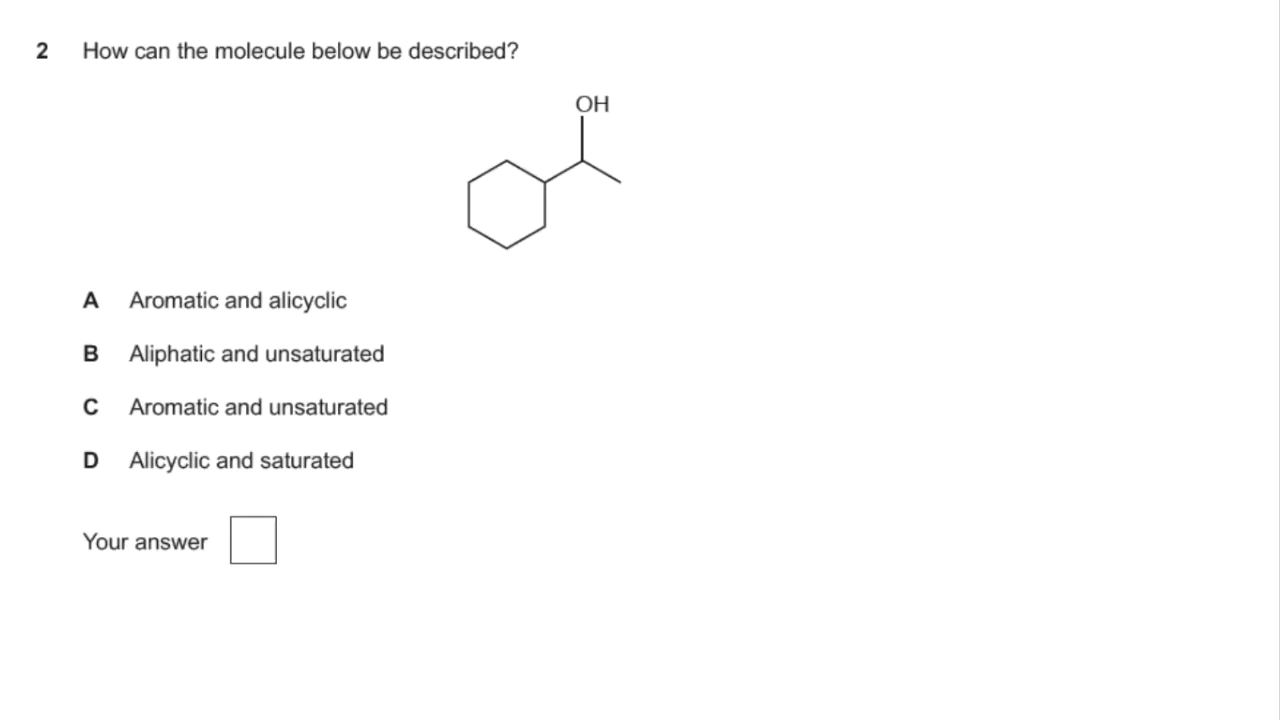 2 How can the molecule below be described?
OH
A Aromatic and alicyclic
B Aliphatic and unsaturated
C Aromatic and unsaturated
D Alicyclic and saturated
Your answer